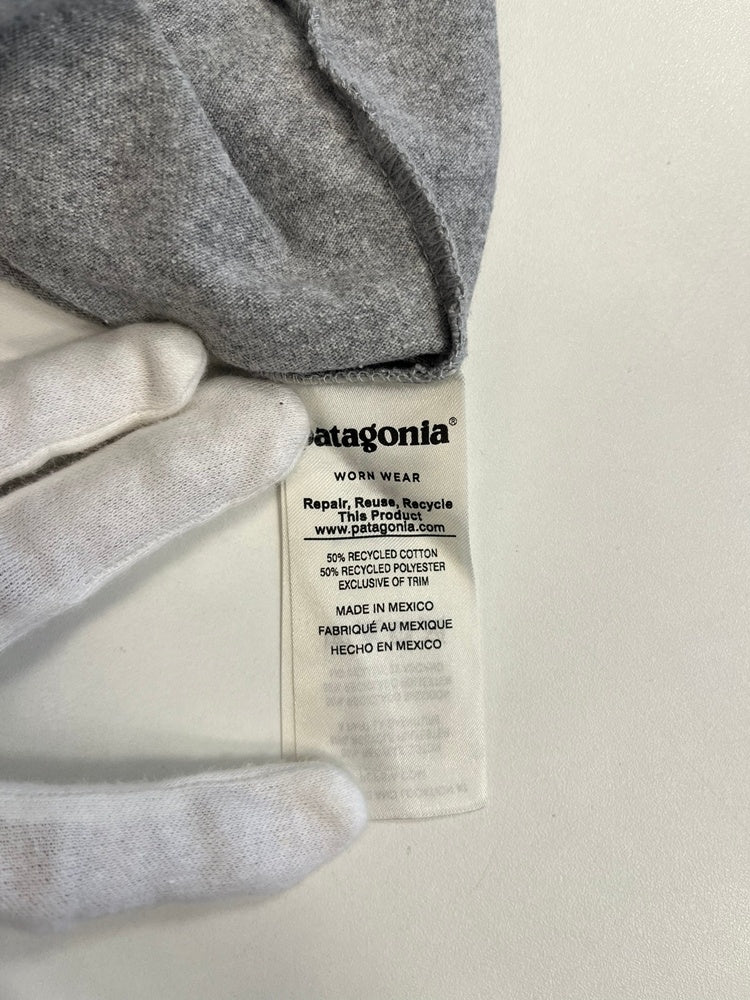 patagonia®
WORN WEAR
Repair, Reuse, Recycle
This Product
www.patagonia.com
50% RECYCLED COTTON
50% RECYCLED POLYESTER
EXCLUSIVE OF TRIM
MADE IN MEXICO
FABRIQUÉ AU MEXIQUE
HECHO EN MEXICO